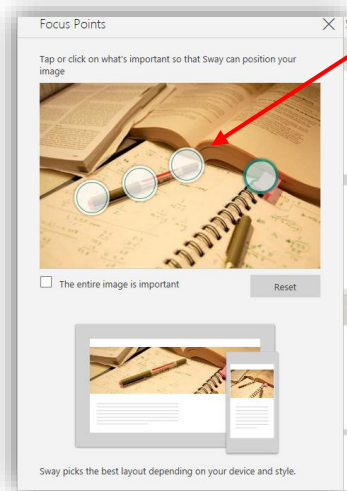 Focus Points
Tap or click on what's important so that Sway can position your
image
The entire image is important
Reset
Sway picks the best layout depending on your device and style.